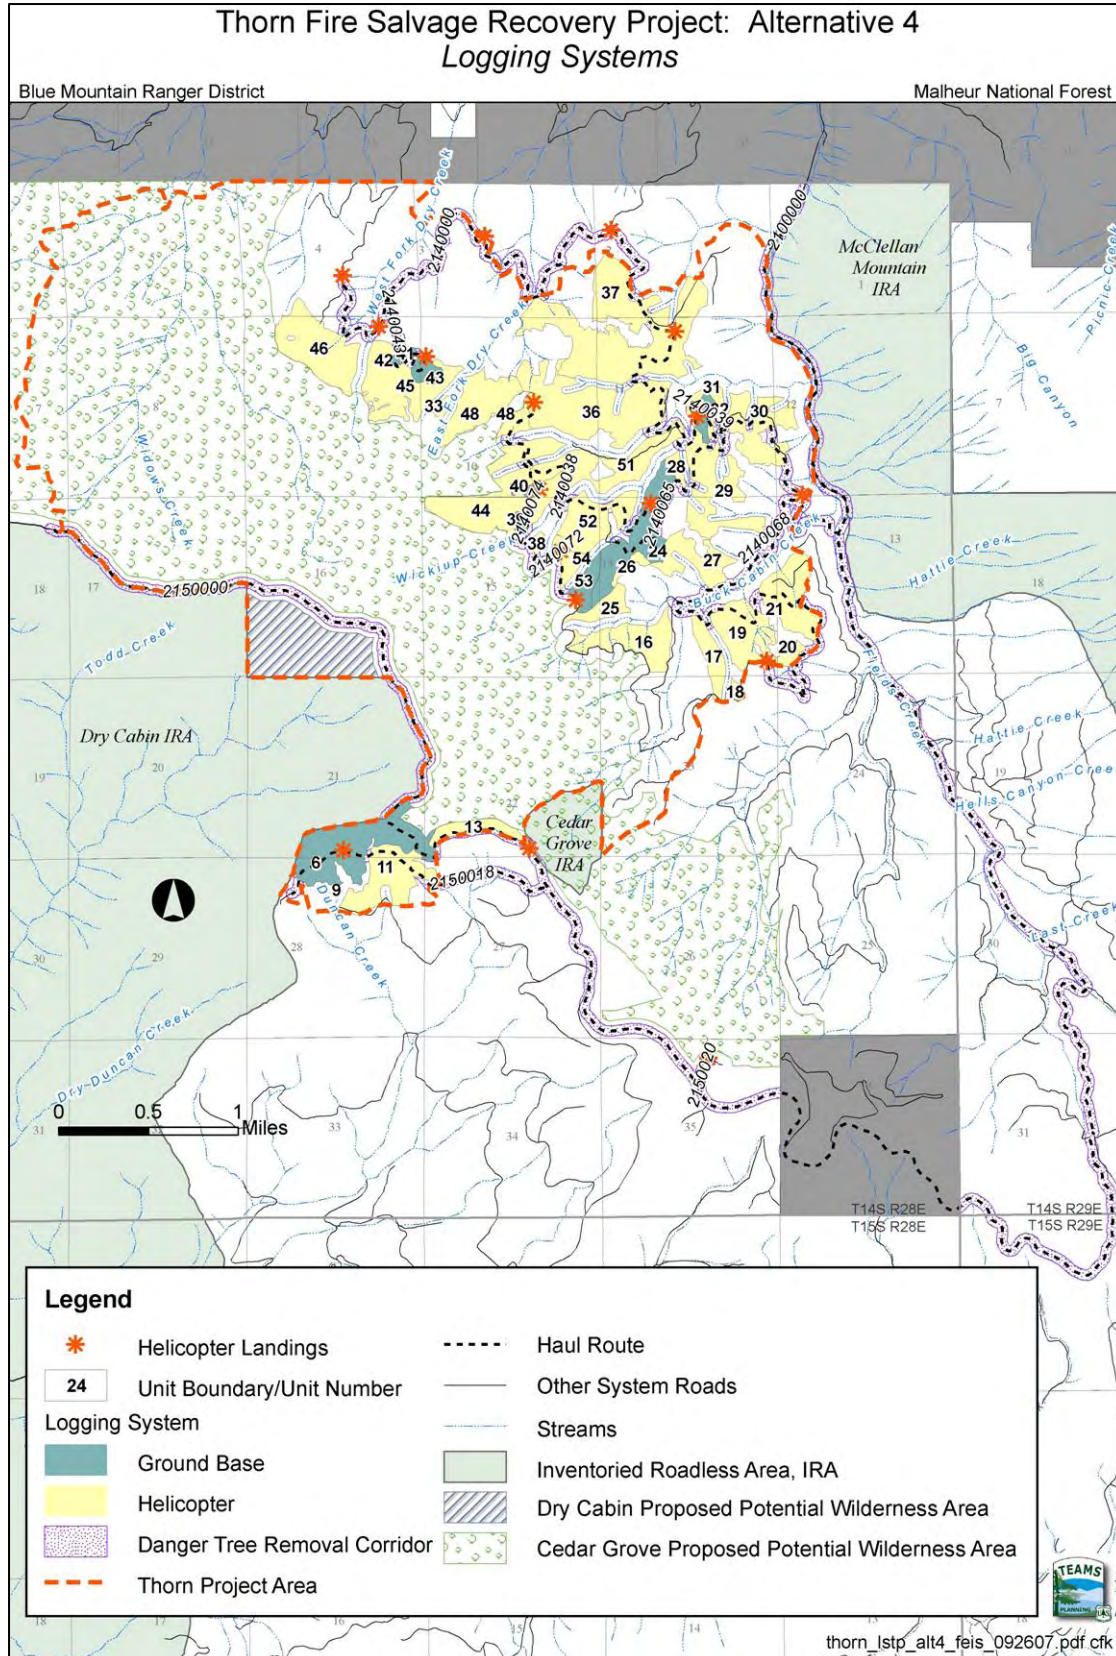 Thorn Fire Salvage Recovery Project: Alternative 4
Logging Systems
Blue Mountain Ranger District
Malheur National Forest
West Fork Dry Creek
2140000
2100000
McClellan
Mountain
IRA
Picnic Creek
Big Canyon
37
46
2140043
42
43
45
33
East Fork Dry Creek
48
48
36
31
2140039
30
Widows Creek
51
28
29
40
44
2140074
2140038
2140065
52
38
2140072
54
53
26
24
27
2140068
Wickiup Creek
Buck Cabin Creek
Hattie Creek
25
21
16
19
20
17
18
2150000
Todd Creek
Fields Creek
Dry Cabin IRA
Hattie Creek
Hells Canyon Creek
13
Cedar
Grove
IRA
6
11
9
2150018
Duncan Creek
East Creek
Dry Duncan Creek
2150020
0 0.5 1
Miles
T14S R28E
T15S R28E
T14S R29E
T15S R29E
Legend
Helicopter Landings
24
Unit Boundary/Unit Number
Logging System
Ground Base
Helicopter
Danger Tree Removal Corridor
Thorn Project Area
Haul Route
Other System Roads
Streams
Inventoried Roadless Area, IRA
Dry Cabin Proposed Potential Wilderness Area
Cedar Grove Proposed Potential Wilderness Area
TEAMS
PLANNING
thorn_lstp_alt4_feis_092607.pdf cfk